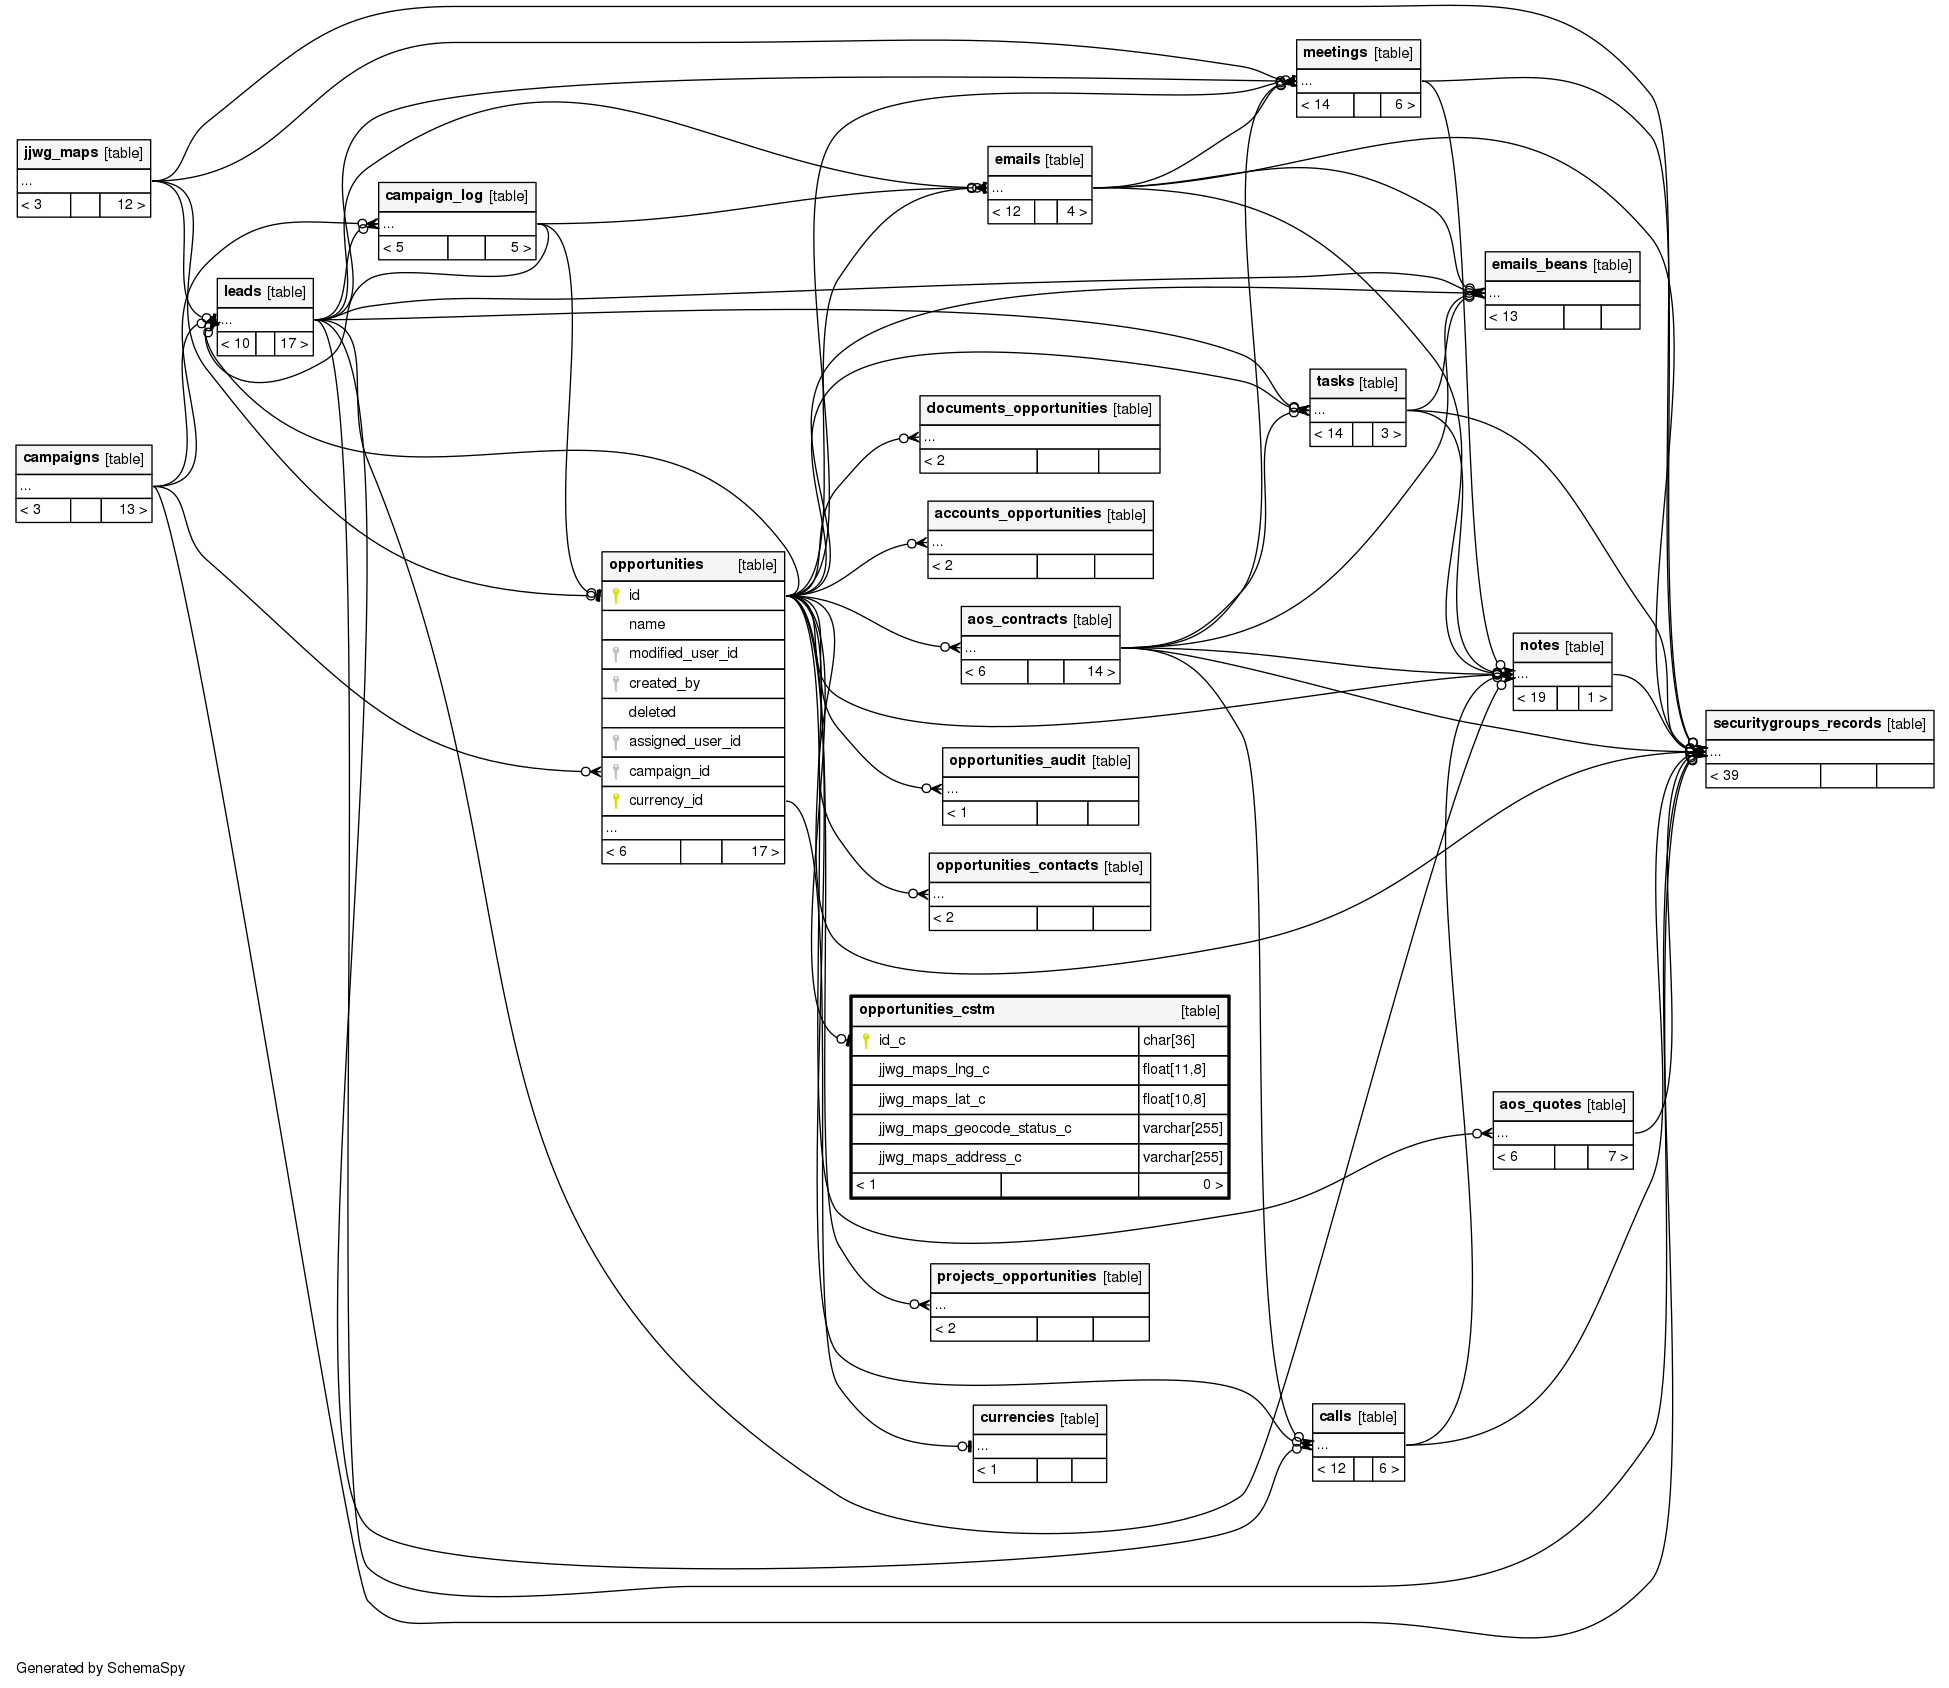 meetings [table]
...
< 14 6 >
jjwg_maps [table]
...
< 3 12 >
emails [table]
...
< 12 4 >
campaign_log [table]
...
< 5 5 >
emails_beans [table]
...
< 13
leads [table]
...
< 10 17 >
tasks [table]
...
< 14 3 >
documents_opportunities [table]
...
< 2
campaigns [table]
...
< 3 13 >
accounts_opportunities [table]
...
< 2
opportunities [table]
id
name
modified_user_id
created_by
deleted
assigned_user_id
campaign_id
currency_id
...
< 6 17 >
aos_contracts [table]
...
< 6 14 >
notes [table]
...
< 19 1 >
securitygroups_records [table]
...
< 39
opportunities_audit [table]
...
< 1
opportunities_contacts [table]
...
< 2
opportunities_cstm [table]
id_c char[36]
jjwg_maps_lng_c float[11,8]
jjwg_maps_lat_c float[10,8]
jjwg_maps_geocode_status_c varchar[255]
jjwg_maps_address_c varchar[255]
< 1 0 >
aos_quotes [table]
...
< 6 7 >
projects_opportunities [table]
...
< 2
currencies [table]
...
< 1
calls [table]
...
< 12 6 >
Generated by SchemaSpy